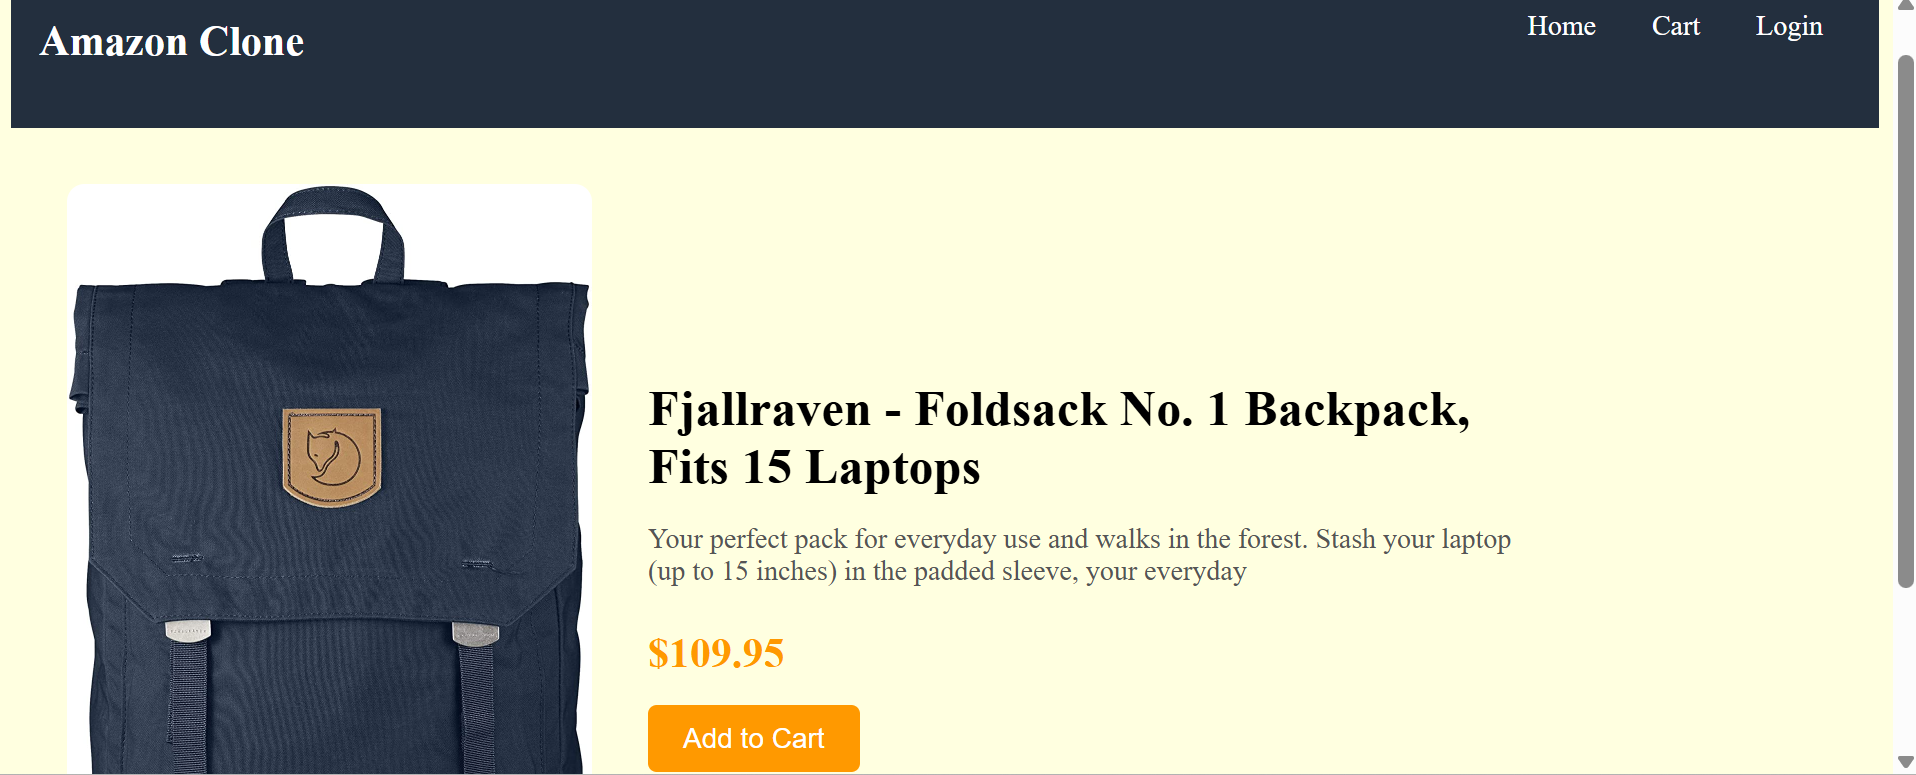 Amazon Clone
Home Cart Login
Fjallraven - Foldsack No. 1 Backpack,
Fits 15 Laptops
Your perfect pack for everyday use and walks in the forest. Stash your laptop
(up to 15 inches) in the padded sleeve, your everyday
$109.95
Add to Cart